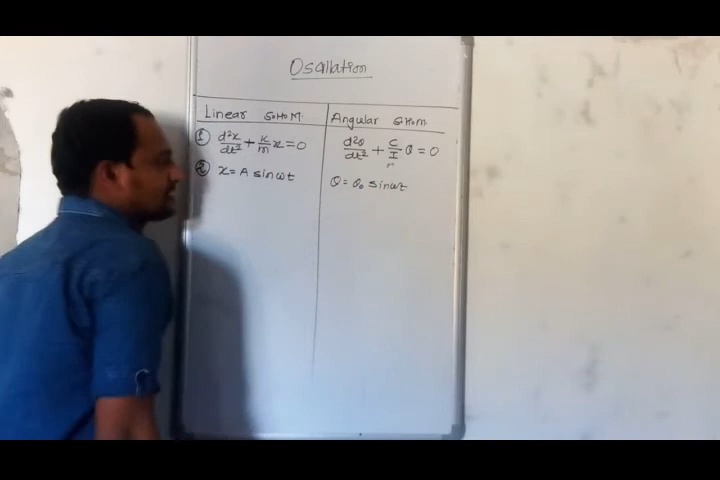 Oscillation
Linear S.H.M. Angular S.H.M.
① d²x/dt² + K/m x = 0 d²θ/dt² + C/I θ = 0
② x = A sin ωt θ = θ₀ sin ωt